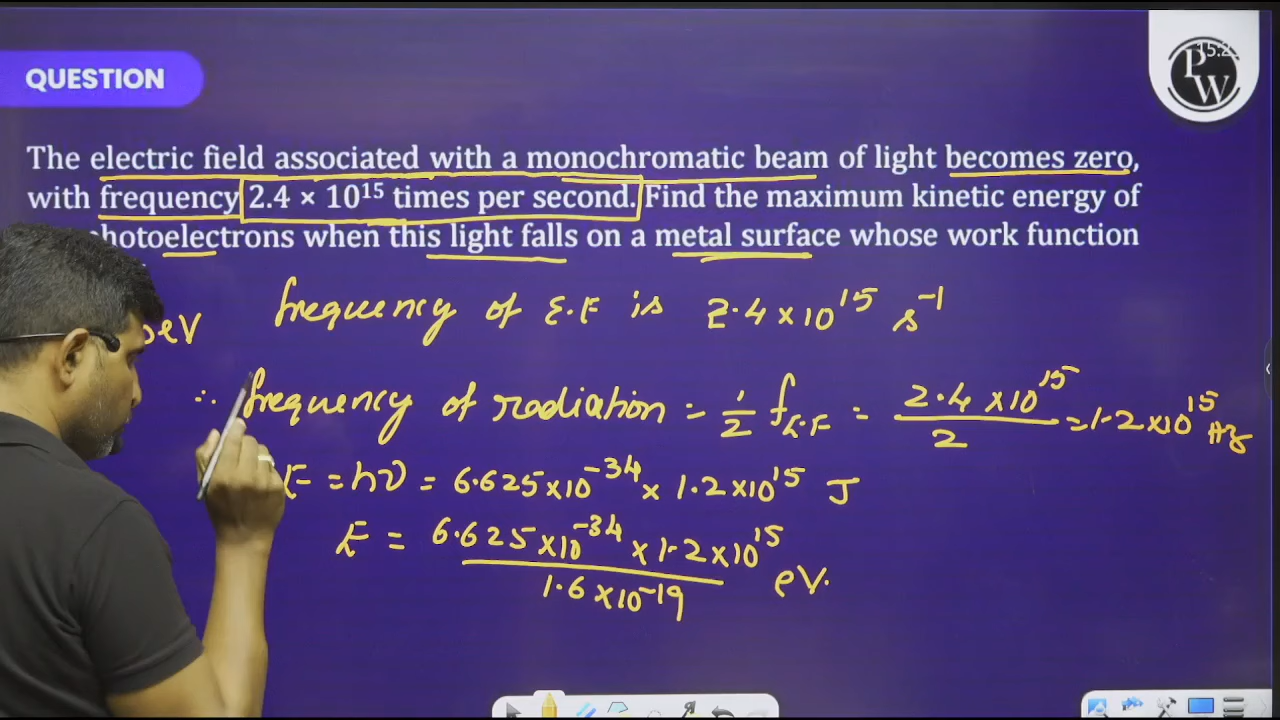 15:2
P
W
QUESTION
The electric field associated with a monochromatic beam of light becomes zero,
with frequency 2.4 × 10¹⁵ times per second. Find the maximum kinetic energy of
hotoelectrons when this light falls on a metal surface whose work function
eV
frequency of E.F is 2.4×10¹⁵ s⁻¹
∴ frequency of radiation = 1/2 f_E.F = 2.4×10¹⁵/2 = 1.2×10¹⁵ Hz
E = hν = 6.625×10⁻³⁴ × 1.2×10¹⁵ J
E = 6.625×10⁻³⁴ × 1.2×10¹⁵
1.6×10⁻¹⁹ eV.